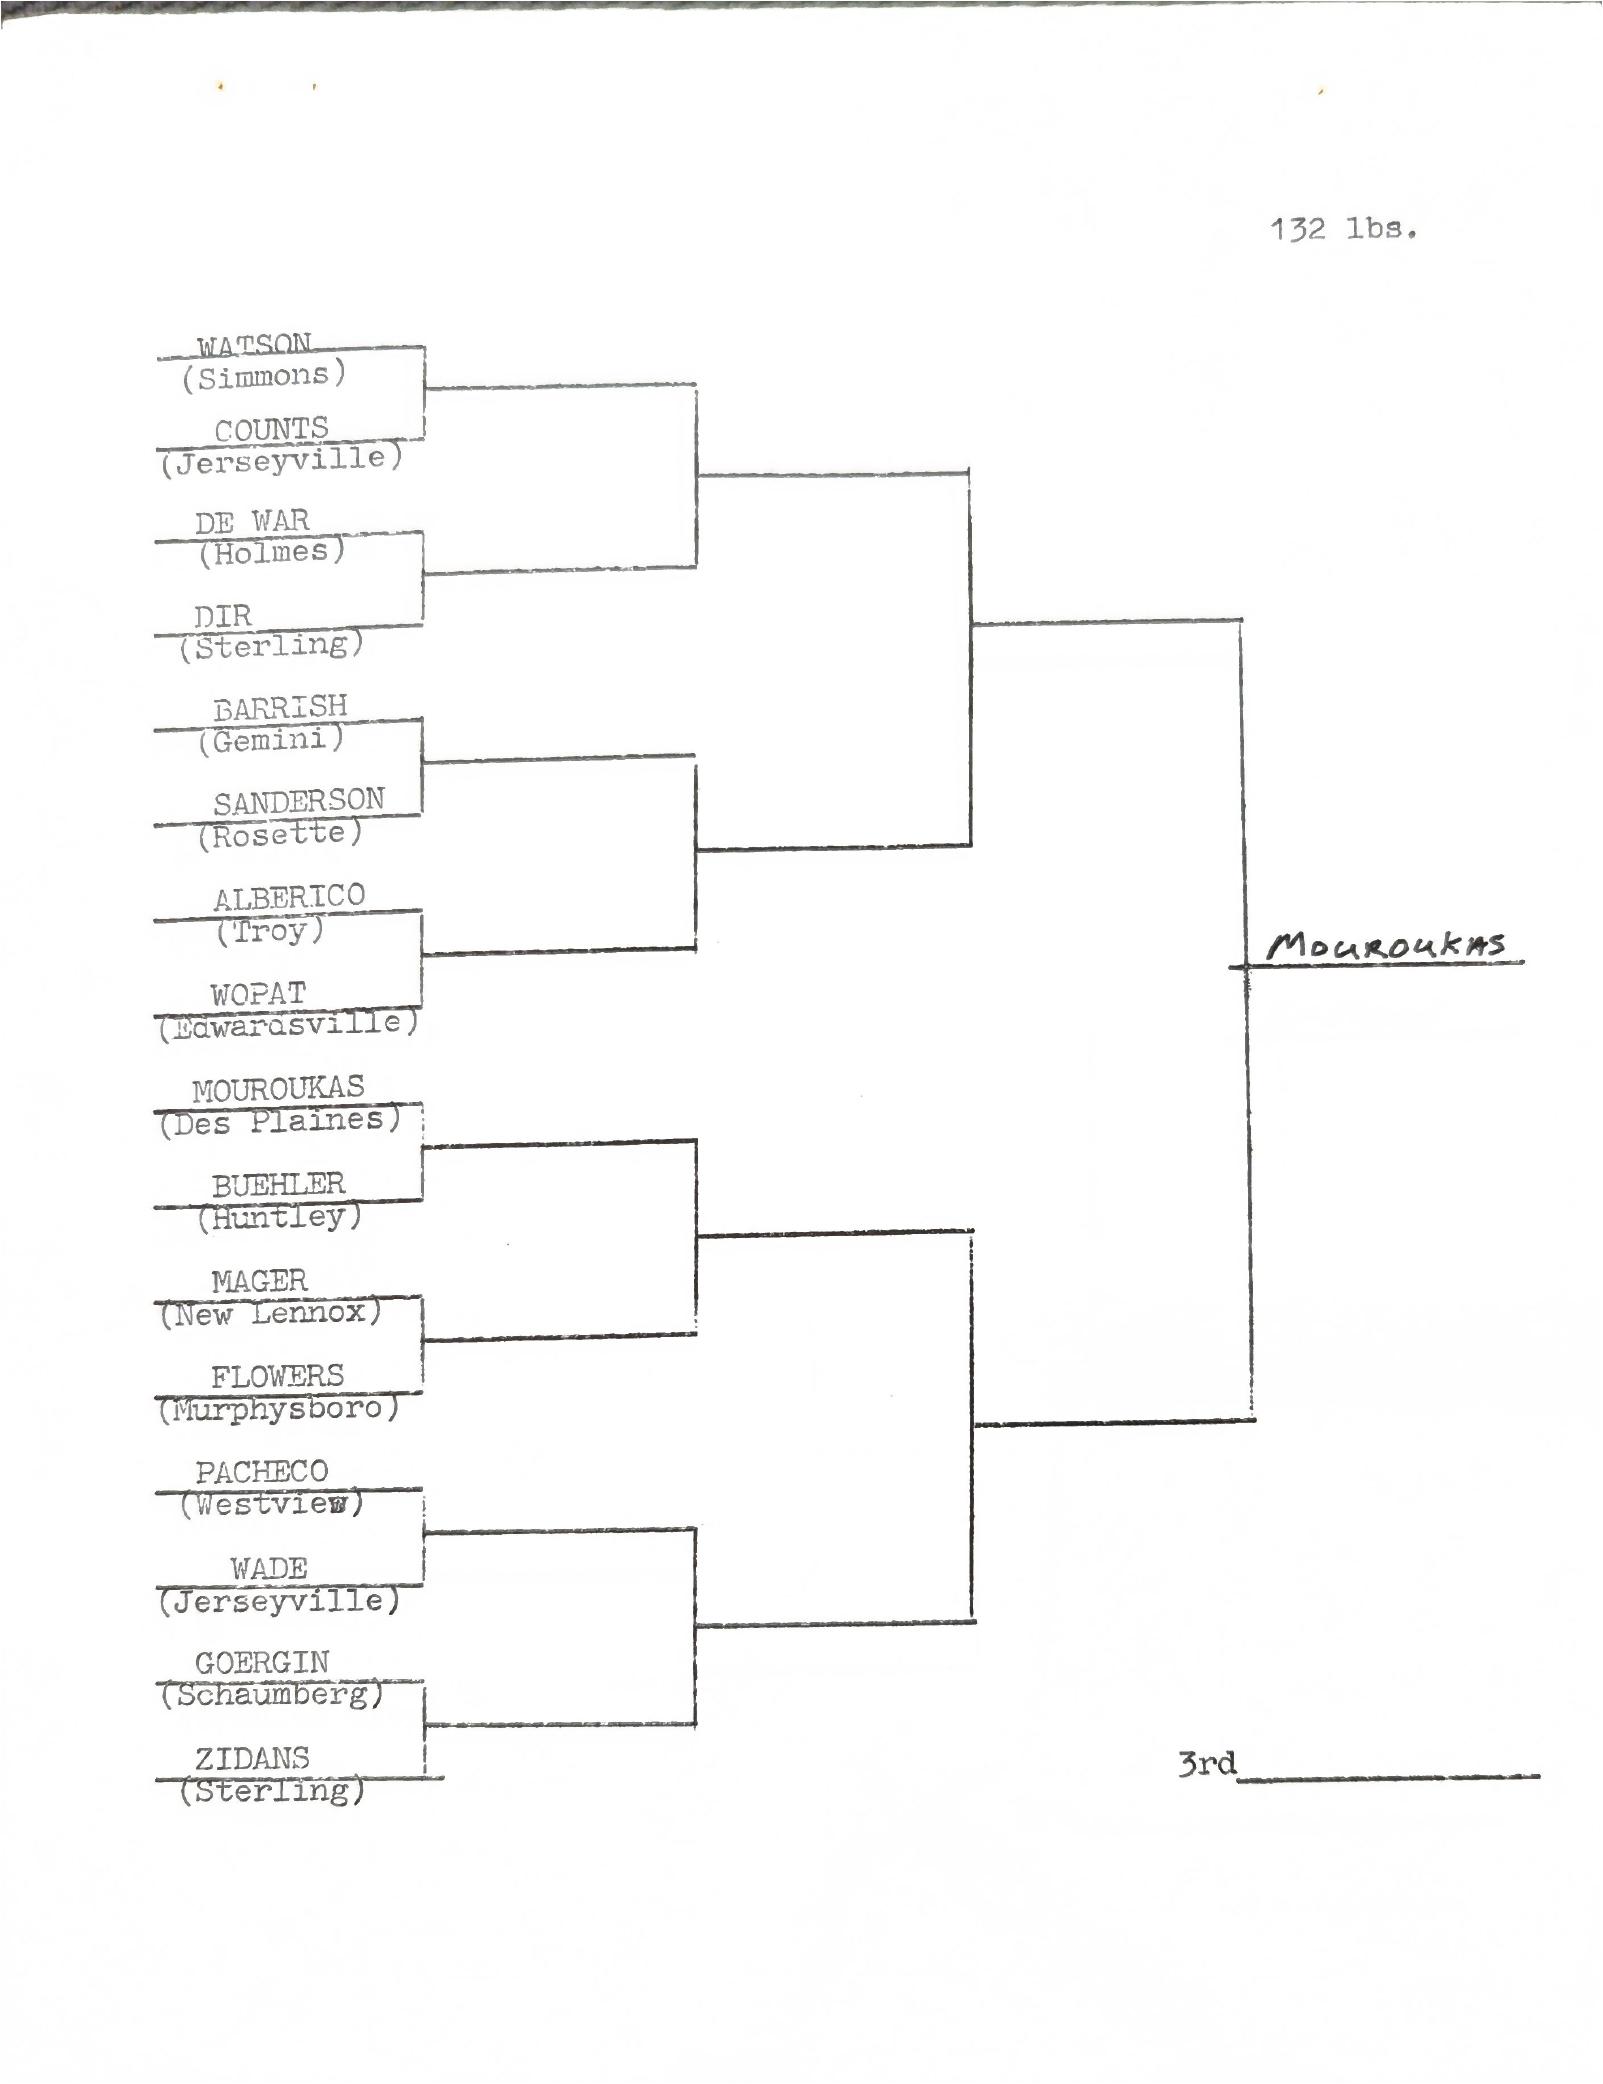 132 lbs.
WATSON
(Simmons)
COUNTS
(Jerseyville)
DE WAR
(Holmes)
DIR
(Sterling)
BARRISH
(Gemini)
SANDERSON
(Rosette)
ALBERICO
(Troy)
WOPAT
(Edwardsville)
MOUROUKAS
MOUROUKAS
(Des Plaines)
BUEHLER
(Huntley)
MAGER
(New Lennox)
FLOWERS
(Murphysboro)
PACHECO
(Westview)
WADE
(Jerseyville)
GOERGIN
(Schaumberg)
ZIDANS
(Sterling)
3rd